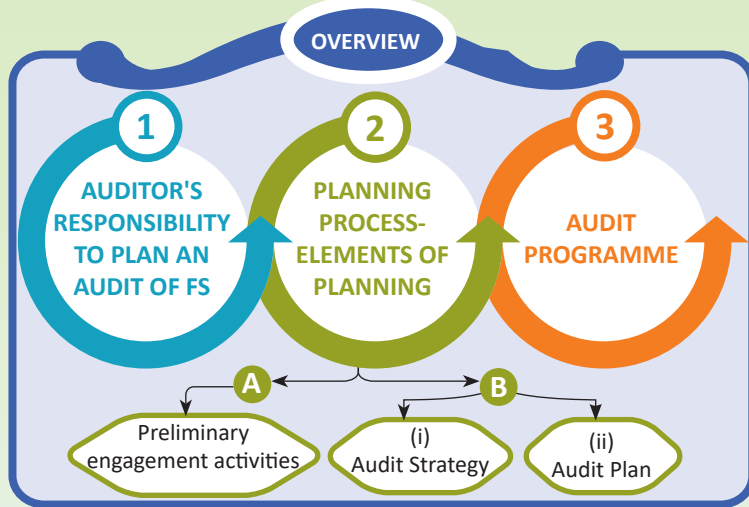 OVERVIEW
1
AUDITOR'S
RESPONSIBILITY
TO PLAN AN
AUDIT OF FS
2
PLANNING
PROCESS-
ELEMENTS OF
PLANNING
3
AUDIT
PROGRAMME
A
Preliminary
engagement activities
B
(i)
Audit Strategy
(ii)
Audit Plan